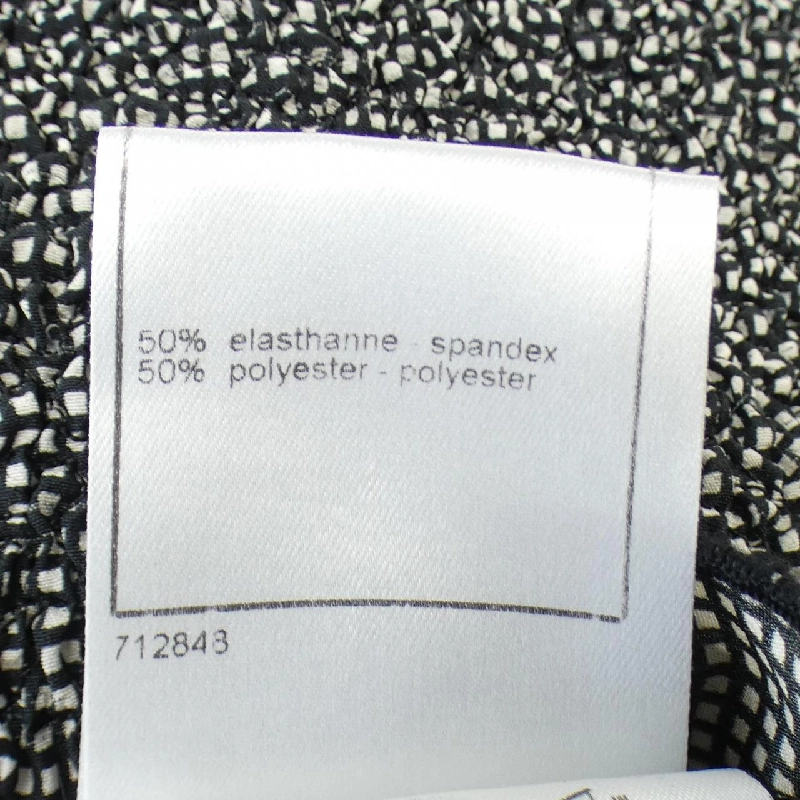 50% elasthanne - spandex
50% polyester - polyester
712848